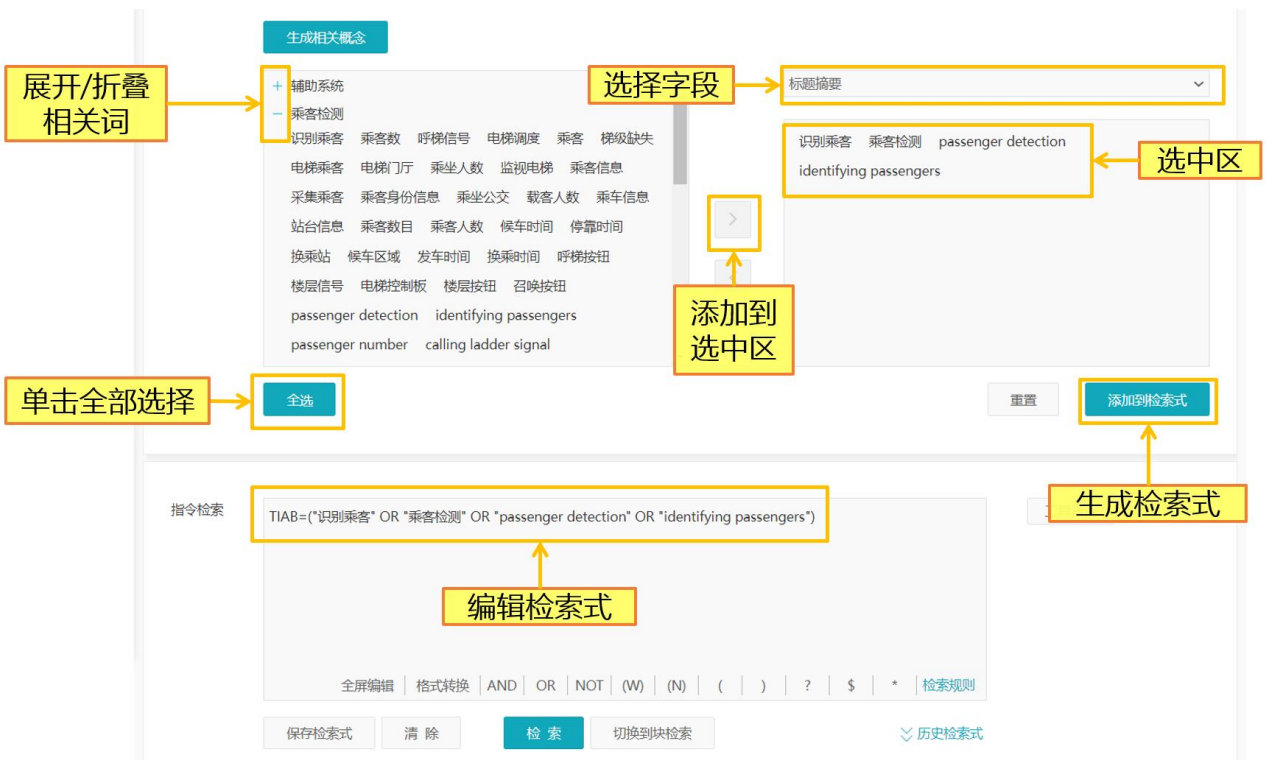 生成相关概念
展开/折叠
相关词
+ 辅助系统
选择字段
标题摘要
− 乘客检测
识别乘客 乘客数 呼梯信号 电梯调度 乘客 梯级缺失
电梯乘客 电梯门厅 乘坐人数 监视电梯 乘客信息
采集乘客 乘客身份信息 乘坐公交 载客人数 乘车信息
站台信息 乘客数目 乘客人数 候车时间 停靠时间
换乘站 候车区域 发车时间 换乘时间 呼梯按钮
楼层信号 电梯控制板 楼层按钮 召唤按钮
passenger detection identifying passengers
passenger number calling ladder signal
识别乘客 乘客检测 passenger detection
identifying passengers
选中区
>
添加到
选中区
单击全部选择
全选
重置
添加到检索式
生成检索式
指令检索
TIAB=("识别乘客" OR "乘客检测" OR "passenger detection" OR "identifying passengers")
编辑检索式
全屏编辑 | 格式转换 | AND | OR | NOT | (W) | (N) | ( | ) | ? | $ | * | 检索规则
保存检索式
清 除
检 索
切换到块检索
历史检索式